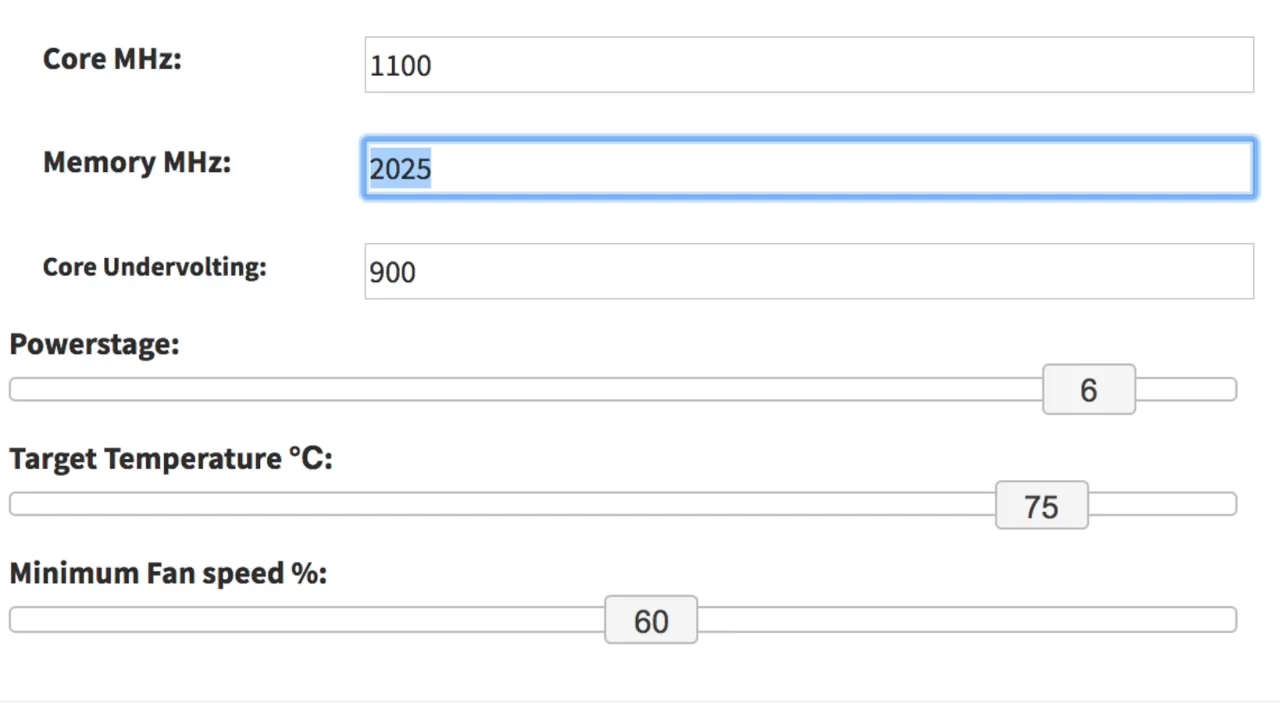 Core MHz: 1100
Memory MHz: 2025
Core Undervolting: 900
Powerstage:
6
Target Temperature °C:
75
Minimum Fan speed %:
60